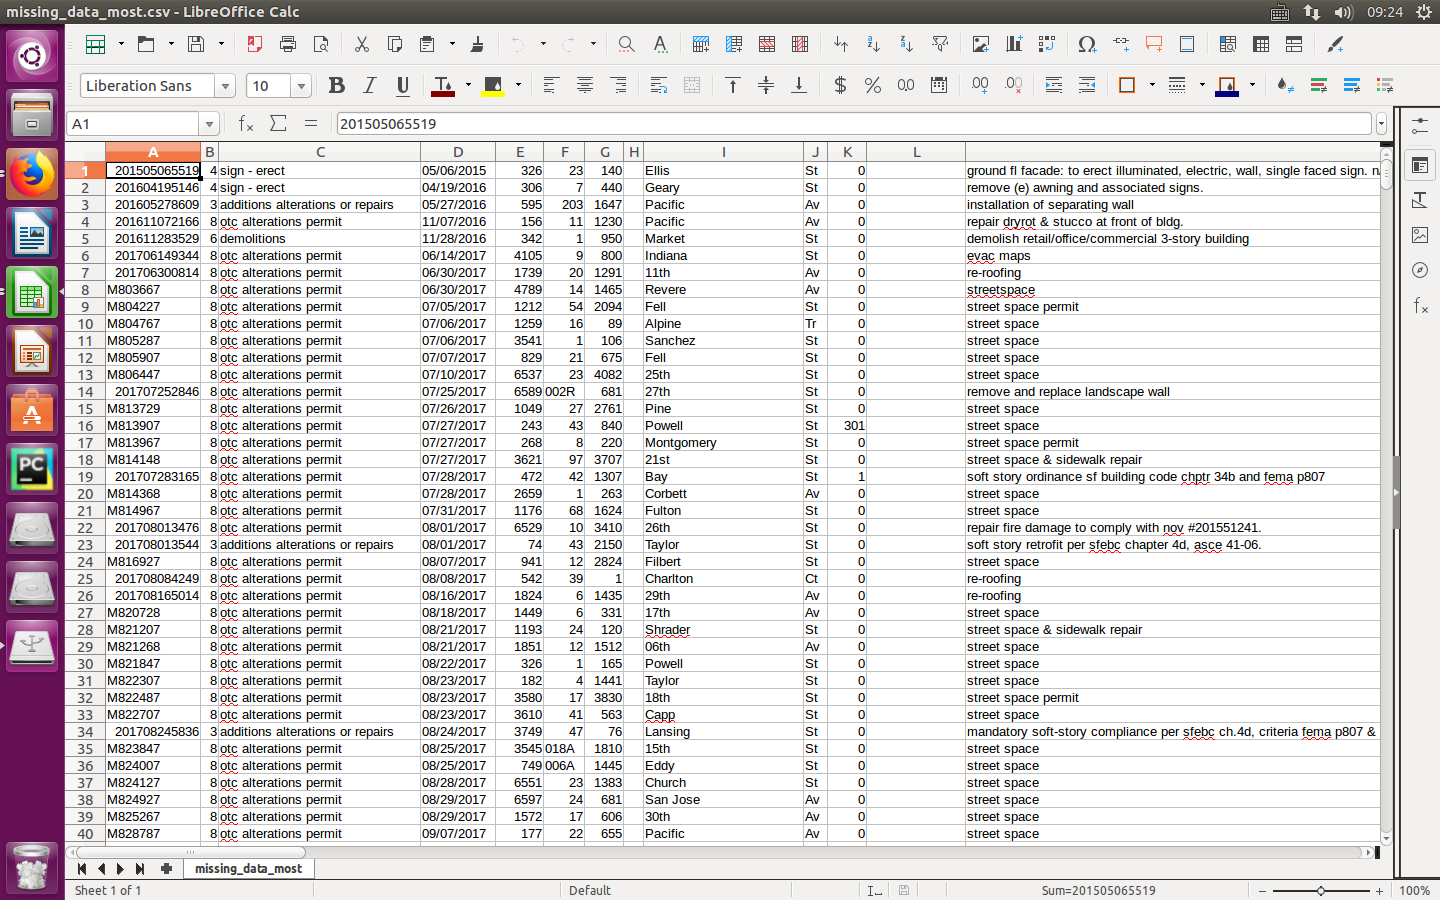 missing_data_most.csv - LibreOffice Calc 09:24
Liberation Sans 10
A1 201505065519
A B C D E F G H I J K L
1 201505065519 4 sign - erect 05/06/2015 326 23 140 Ellis St 0 ground fl facade: to erect illuminated, electric, wall, single faced sign.
2 201604195146 4 sign - erect 04/19/2016 306 7 440 Geary St 0 remove (e) awning and associated signs.
3 201605278609 3 additions alterations or repairs 05/27/2016 595 203 1647 Pacific Av 0 installation of separating wall
4 201611072166 8 otc alterations permit 11/07/2016 156 11 1230 Pacific Av 0 repair dryrot & stucco at front of bldg.
5 201611283529 6 demolitions 11/28/2016 342 1 950 Market St 0 demolish retail/office/commercial 3-story building
6 201706149344 8 otc alterations permit 06/14/2017 4105 9 800 Indiana St 0 evac maps
7 201706300814 8 otc alterations permit 06/30/2017 1739 20 1291 11th Av 0 re-roofing
8 M803667 8 otc alterations permit 06/30/2017 4789 14 1465 Revere Av 0 streetspace
9 M804227 8 otc alterations permit 07/05/2017 1212 54 2094 Fell St 0 street space permit
10 M804767 8 otc alterations permit 07/06/2017 1259 16 89 Alpine Tr 0 street space
11 M805287 8 otc alterations permit 07/06/2017 3541 1 106 Sanchez St 0 street space
12 M805907 8 otc alterations permit 07/07/2017 829 21 675 Fell St 0 street space
13 M806447 8 otc alterations permit 07/10/2017 6537 23 4082 25th St 0 street space
14 201707252846 8 otc alterations permit 07/25/2017 6589 002R 681 27th St 0 remove and replace landscape wall
15 M813729 8 otc alterations permit 07/26/2017 1049 27 2761 Pine St 0 street space
16 M813907 8 otc alterations permit 07/27/2017 243 43 840 Powell St 301 street space
17 M813967 8 otc alterations permit 07/27/2017 268 8 220 Montgomery St 0 street space permit
18 M814148 8 otc alterations permit 07/27/2017 3621 97 3707 21st St 0 street space & sidewalk repair
19 201707283165 8 otc alterations permit 07/28/2017 472 42 1307 Bay St 1 soft story ordinance sf building code chptr 34b and fema p807
20 M814368 8 otc alterations permit 07/28/2017 2659 1 263 Corbett Av 0 street space
21 M814967 8 otc alterations permit 07/31/2017 1176 68 1624 Fulton St 0 street space
22 201708013476 8 otc alterations permit 08/01/2017 6529 10 3410 26th St 0 repair fire damage to comply with nov #201551241.
23 201708013544 3 additions alterations or repairs 08/01/2017 74 43 2150 Taylor St 0 soft story retrofit per sfebc chapter 4d, asce 41-06.
24 M816927 8 otc alterations permit 08/07/2017 941 12 2824 Filbert St 0 street space
25 201708084249 8 otc alterations permit 08/08/2017 542 39 1 Charlton Ct 0 re-roofing
26 201708165014 8 otc alterations permit 08/16/2017 1824 6 1435 29th Av 0 re-roofing
27 M820728 8 otc alterations permit 08/18/2017 1449 6 331 17th Av 0 street space
28 M821207 8 otc alterations permit 08/21/2017 1193 24 120 Shrader St 0 street space & sidewalk repair
29 M821268 8 otc alterations permit 08/21/2017 1851 12 1512 06th Av 0 street space
30 M821847 8 otc alterations permit 08/22/2017 326 1 165 Powell St 0 street space
31 M822307 8 otc alterations permit 08/23/2017 182 4 1441 Taylor St 0 street space
32 M822487 8 otc alterations permit 08/23/2017 3580 17 3830 18th St 0 street space permit
33 M822707 8 otc alterations permit 08/23/2017 3610 41 563 Capp St 0 street space
34 201708245836 3 additions alterations or repairs 08/24/2017 3749 47 76 Lansing St 0 mandatory soft-story compliance per sfebc ch.4d, criteria fema p807 &
35 M823847 8 otc alterations permit 08/25/2017 3545 018A 1810 15th St 0 street space
36 M824007 8 otc alterations permit 08/25/2017 749 006A 1445 Eddy St 0 street space
37 M824127 8 otc alterations permit 08/28/2017 6551 23 1383 Church St 0 street space
38 M824927 8 otc alterations permit 08/29/2017 6597 24 681 San Jose Av 0 street space
39 M825267 8 otc alterations permit 08/29/2017 1572 17 606 30th Av 0 street space
40 M828787 8 otc alterations permit 09/07/2017 177 22 655 Pacific Av 0 street space
missing_data_most
Sheet 1 of 1 Default Sum=201505065519 100%